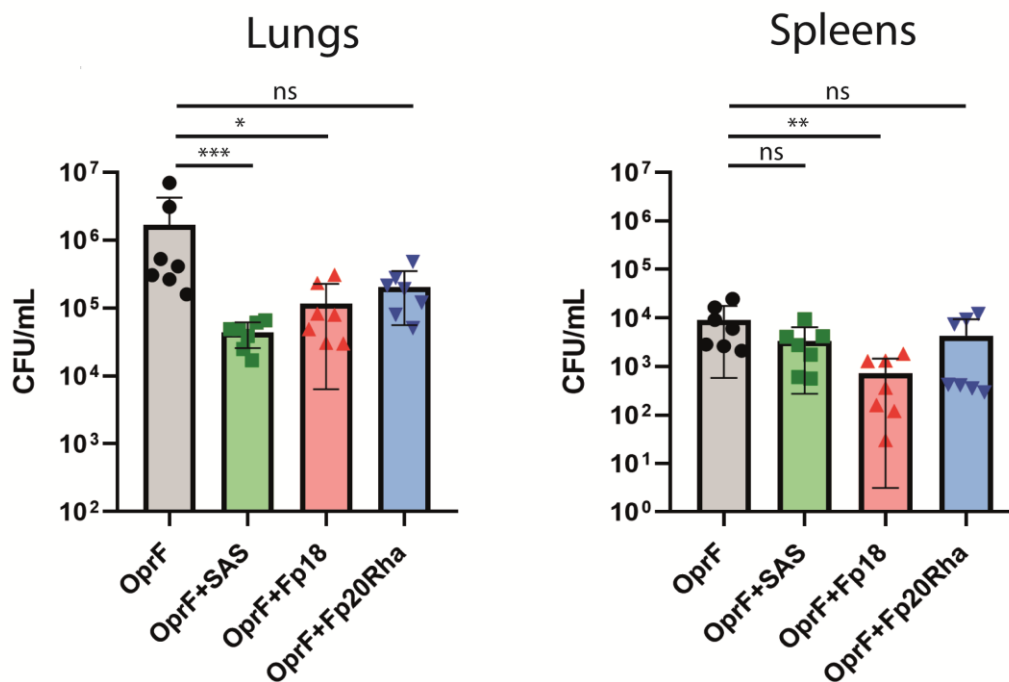 Lungs
ns
*
***
10⁷
10⁶
10⁵
10⁴
10³
10²
CFU/mL
OprF
OprF+SAS
OprF+Fp18
OprF+Fp20Rha
Spleens
ns
**
ns
10⁷
10⁶
10⁵
10⁴
10³
10²
10¹
10⁰
CFU/mL
OprF
OprF+SAS
OprF+Fp18
OprF+Fp20Rha